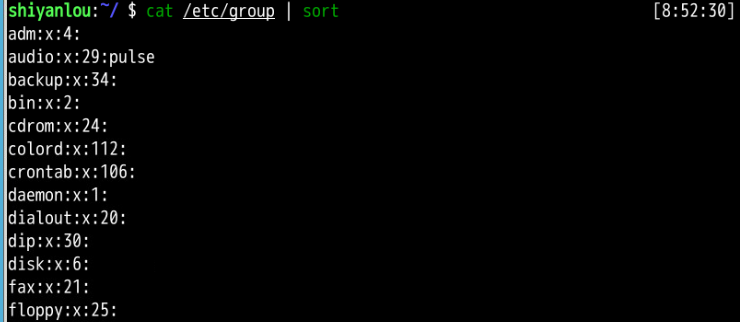 shiyanlou:~/ $ cat /etc/group | sort [8:52:30]
adm:x:4:
audio:x:29:pulse
backup:x:34:
bin:x:2:
cdrom:x:24:
colord:x:112:
crontab:x:106:
daemon:x:1:
dialout:x:20:
dip:x:30:
disk:x:6:
fax:x:21:
floppy:x:25: